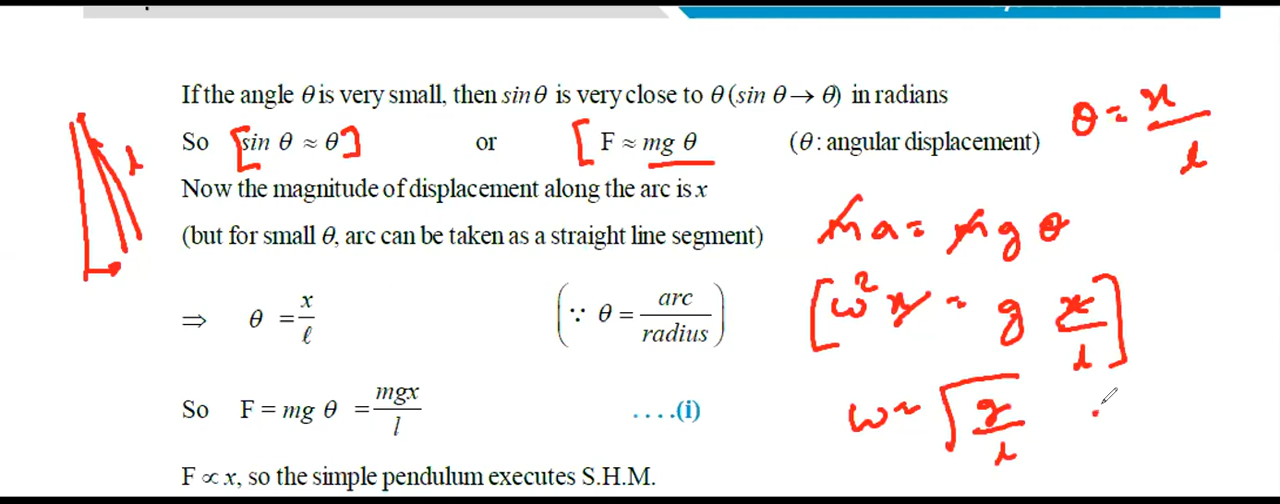 If the angle θ is very small, then sin θ is very close to θ (sin θ → θ) in radians
θ = x/l
So [sin θ ≈ θ] or [F ≈ mg θ (θ : angular displacement)
l
Now the magnitude of displacement along the arc is x
(but for small θ, arc can be taken as a straight line segment)
ma = mg θ
⇒ θ = x/ℓ (∵ θ = arc/radius)
[ω²x = g x/l]
So F = mg θ = mgx/l ....(i)
ω = √g/l
F ∝ x, so the simple pendulum executes S.H.M.